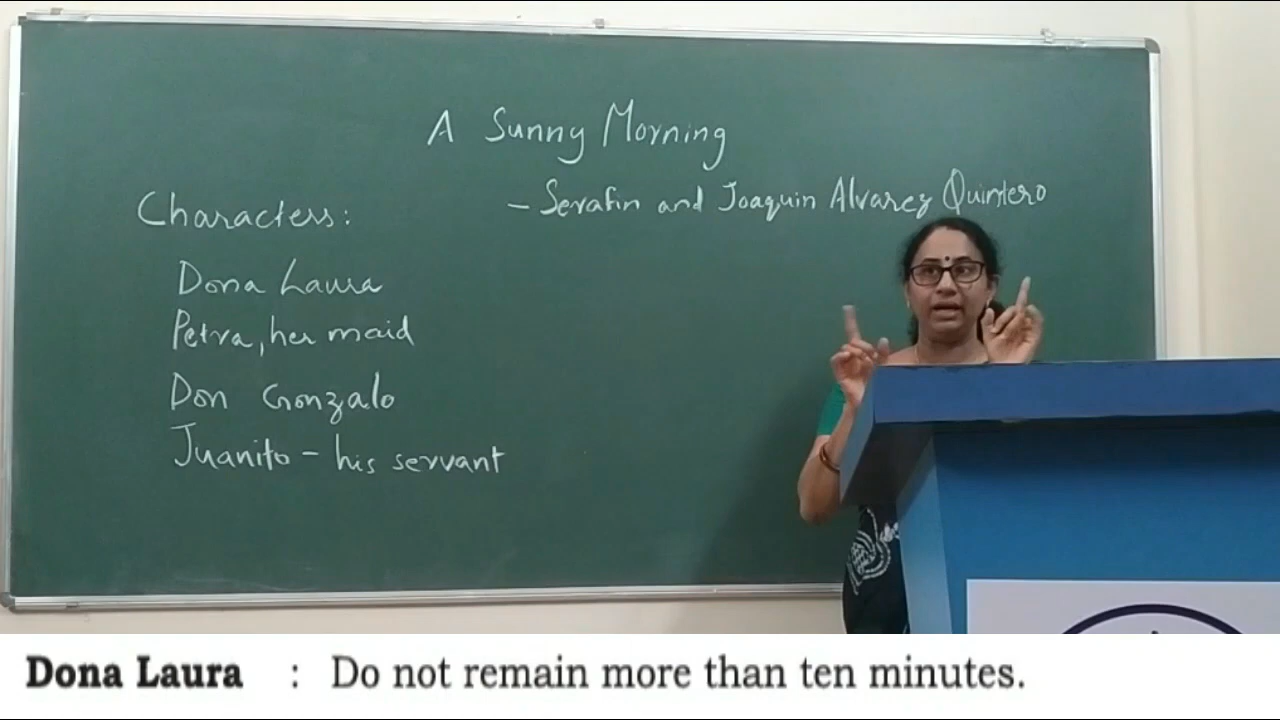 A Sunny Morning
- Serafin and Joaquin Alvarez Quintero
Characters:
Dona Laura
Petra, her maid
Don Gonzalo
Juanito - his servant
Dona Laura : Do not remain more than ten minutes.